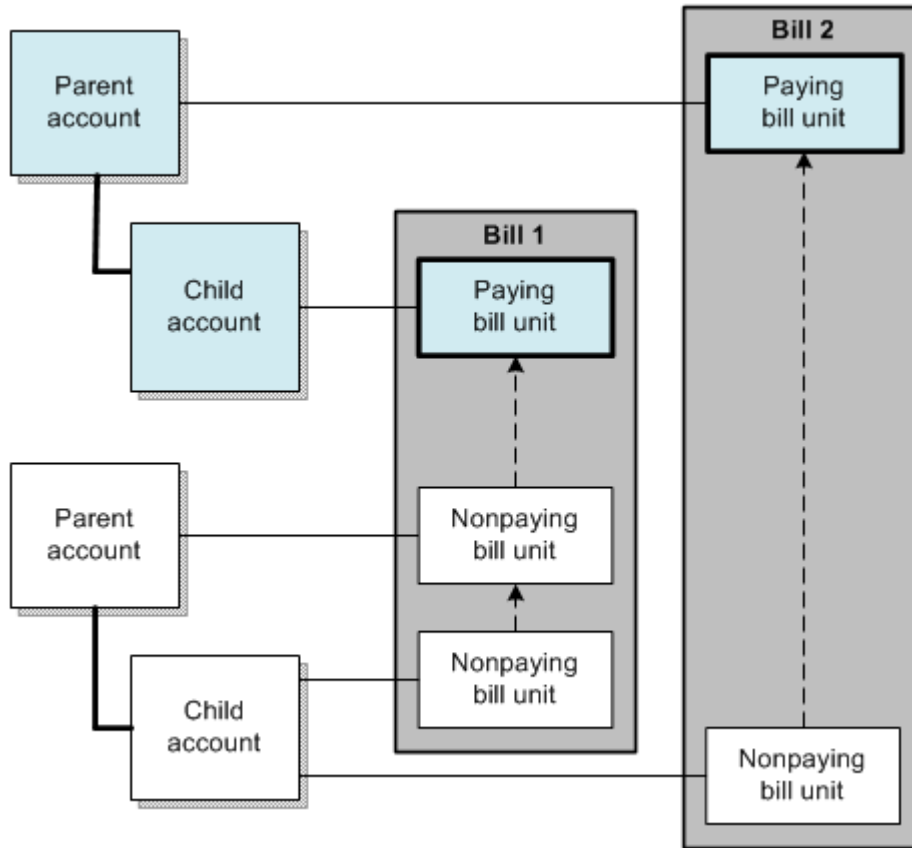 Bill 2
Parent
account
Paying
bill unit
Bill 1
Child
account
Paying
bill unit
Parent
account
Nonpaying
bill unit
Child
account
Nonpaying
bill unit
Nonpaying
bill unit